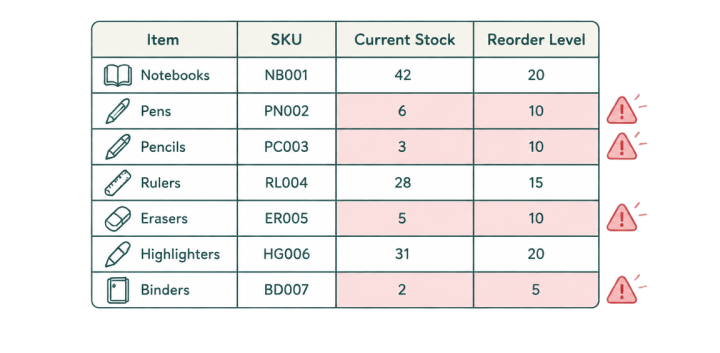 Item SKU Current Stock Reorder Level
Notebooks NB001 42 20
Pens PN002 6 10
Pencils PC003 3 10
Rulers RL004 28 15
Erasers ER005 5 10
Highlighters HG006 31 20
Binders BD007 2 5